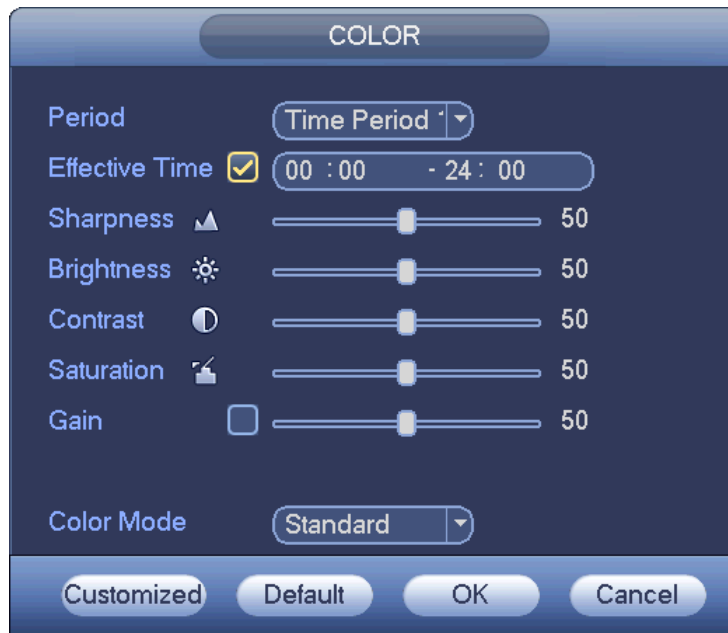 COLOR
Period Time Period 1
Effective Time 00 : 00 - 24 : 00
Sharpness 50
Brightness 50
Contrast 50
Saturation 50
Gain 50
Color Mode Standard
Customized Default OK Cancel